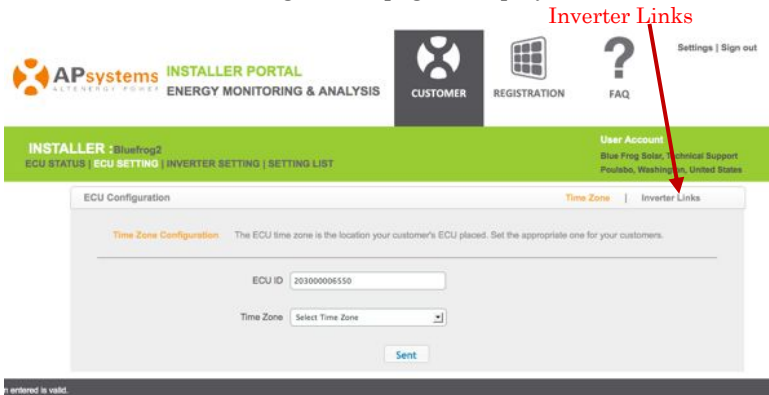 Inverter Links
APsystems
ALTENERGY POWER
INSTALLER PORTAL
ENERGY MONITORING & ANALYSIS
CUSTOMER
REGISTRATION
FAQ
Settings | Sign out
INSTALLER :Bluefrog2
ECU STATUS | ECU SETTING | INVERTER SETTING | SETTING LIST
User Account
Blue Frog Solar, Technical Support
Poulsbo, Washington, United States
ECU Configuration
Time Zone | Inverter Links
Time Zone Configuration The ECU time zone is the location your customer's ECU placed. Set the appropriate one for your customers.
ECU ID 203000006550
Time Zone Select Time Zone
Sent
n entered is valid.